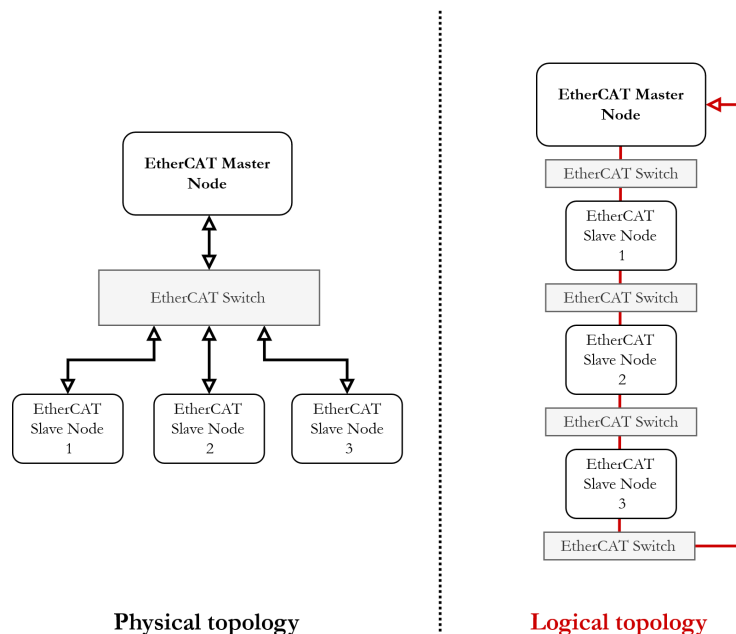 EtherCAT Master
Node
EtherCAT Switch
EtherCAT
Slave Node
1
EtherCAT
Slave Node
2
EtherCAT
Slave Node
3
Physical topology
EtherCAT Master
Node
EtherCAT Switch
EtherCAT
Slave Node
1
EtherCAT Switch
EtherCAT
Slave Node
2
EtherCAT Switch
EtherCAT
Slave Node
3
EtherCAT Switch
Logical topology